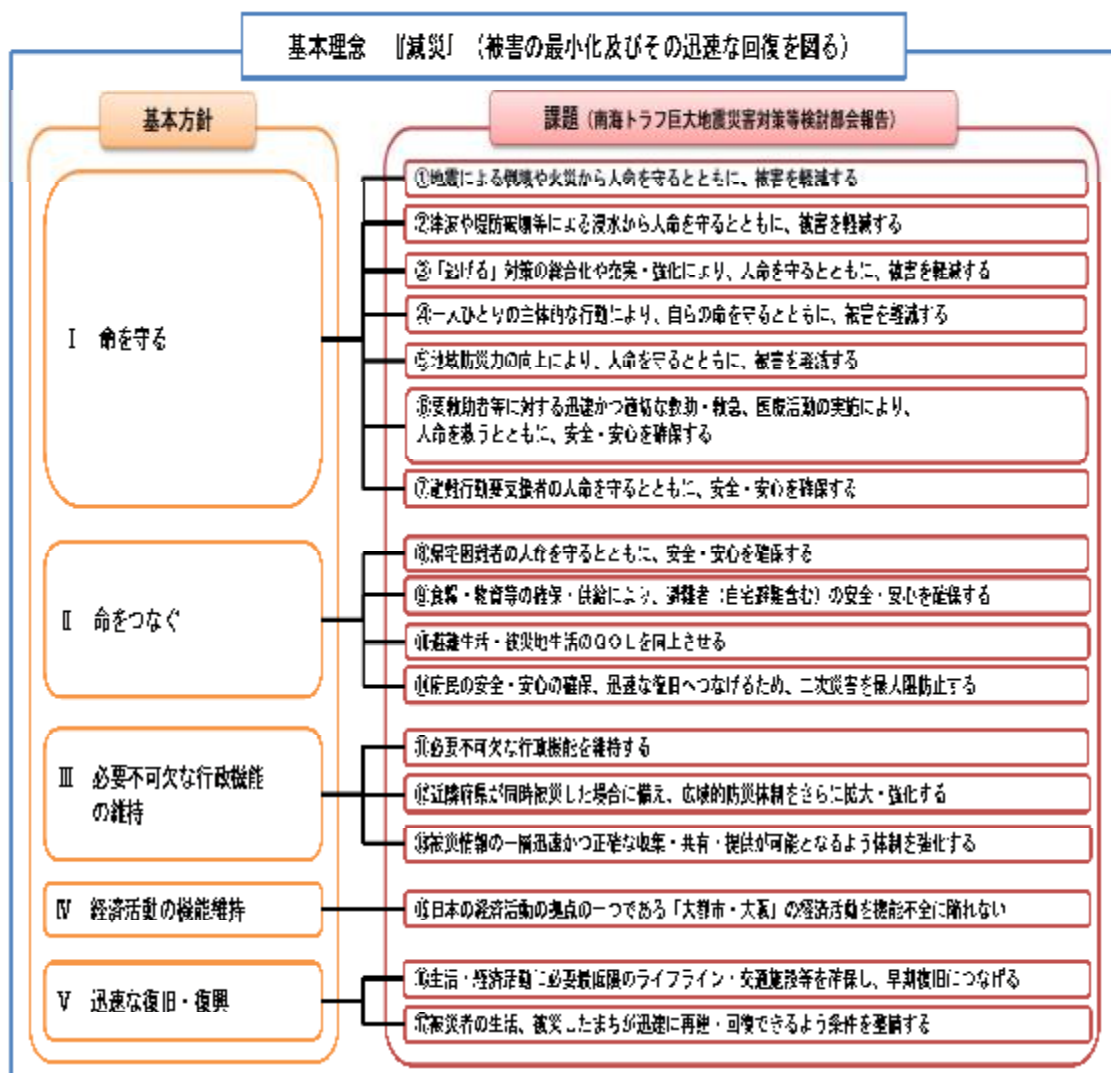 基本理念　『減災』（被害の最小化及びその迅速な回復を図る）
基本方針
課題（南海トラフ巨大地震災害対策等検討部会報告）
Ⅰ　命を守る
①地震による倒壊や火災から人命を守るとともに、被害を軽減する
②津波や堤防破壊等による浸水から人命を守るとともに、被害を軽減する
③「逃げる」対策の総合化や充実・強化により、人命を守るとともに、被害を軽減する
④一人ひとりの主体的な行動により、自らの命を守るとともに、被害を軽減する
⑤地域防災力の向上により、人命を守るとともに、被害を軽減する
⑥要救助者等に対する迅速かつ適切な救助・救急、医療活動の実施により、
人命を救うとともに、安全・安心を確保する
⑦避難行動要支援者の人命を守るとともに、安全・安心を確保する
Ⅱ　命をつなぐ
⑧帰宅困難者の人命を守るとともに、安全・安心を確保する
⑨食糧・物資等の確保・供給により、避難者（自宅避難含む）の安全・安心を確保する
⑩避難生活・被災地生活のＱＯＬを向上させる
⑭府民の安全・安心の確保、迅速な復旧へつなげるため、二次災害を最大限防止する
Ⅲ　必要不可欠な行政機能
の維持
⑪必要不可欠な行政機能を維持する
⑫近隣府県が同時被災した場合に備え、広域的防災体制をさらに拡大・強化する
⑬被災情報の一層迅速かつ正確な収集・共有・提供が可能となるよう体制を強化する
Ⅳ　経済活動の機能維持
⑮日本の経済活動の拠点の一つである「大都市・大阪」の経済活動を機能不全に陥れない
Ⅴ　迅速な復旧・復興
⑯生活・経済活動に必要最低限のライフライン・交通施設等を確保し、早期復旧につなげる
⑰被災者の生活、被災したまちが迅速に再建・回復できるよう条件を整備する